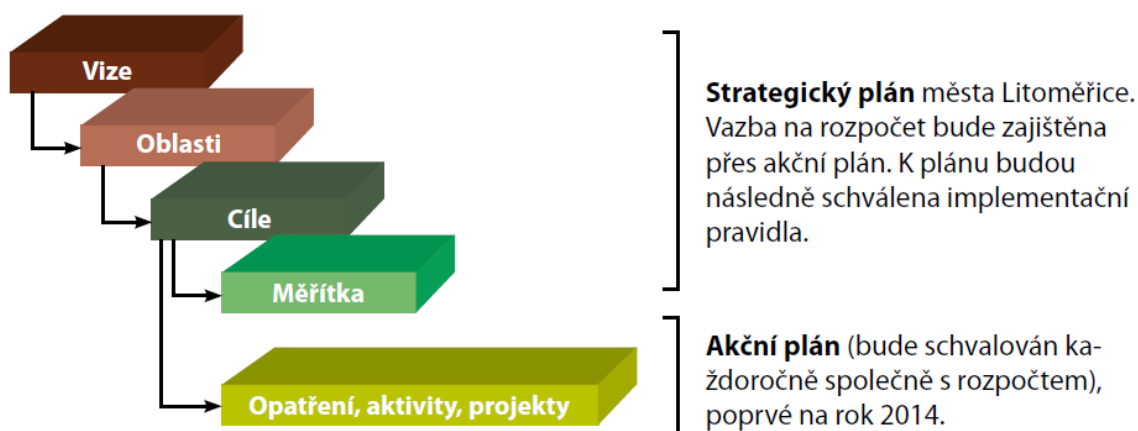 Vize
Oblasti
Cíle
Měřítka
Opatření, aktivity, projekty
Strategický plán města Litoměřice.
Vazba na rozpočet bude zajištěna
přes akční plán. K plánu budou
následně schválena implementační
pravidla.
Akční plán (bude schvalován ka-
ždoročně společně s rozpočtem),
poprvé na rok 2014.